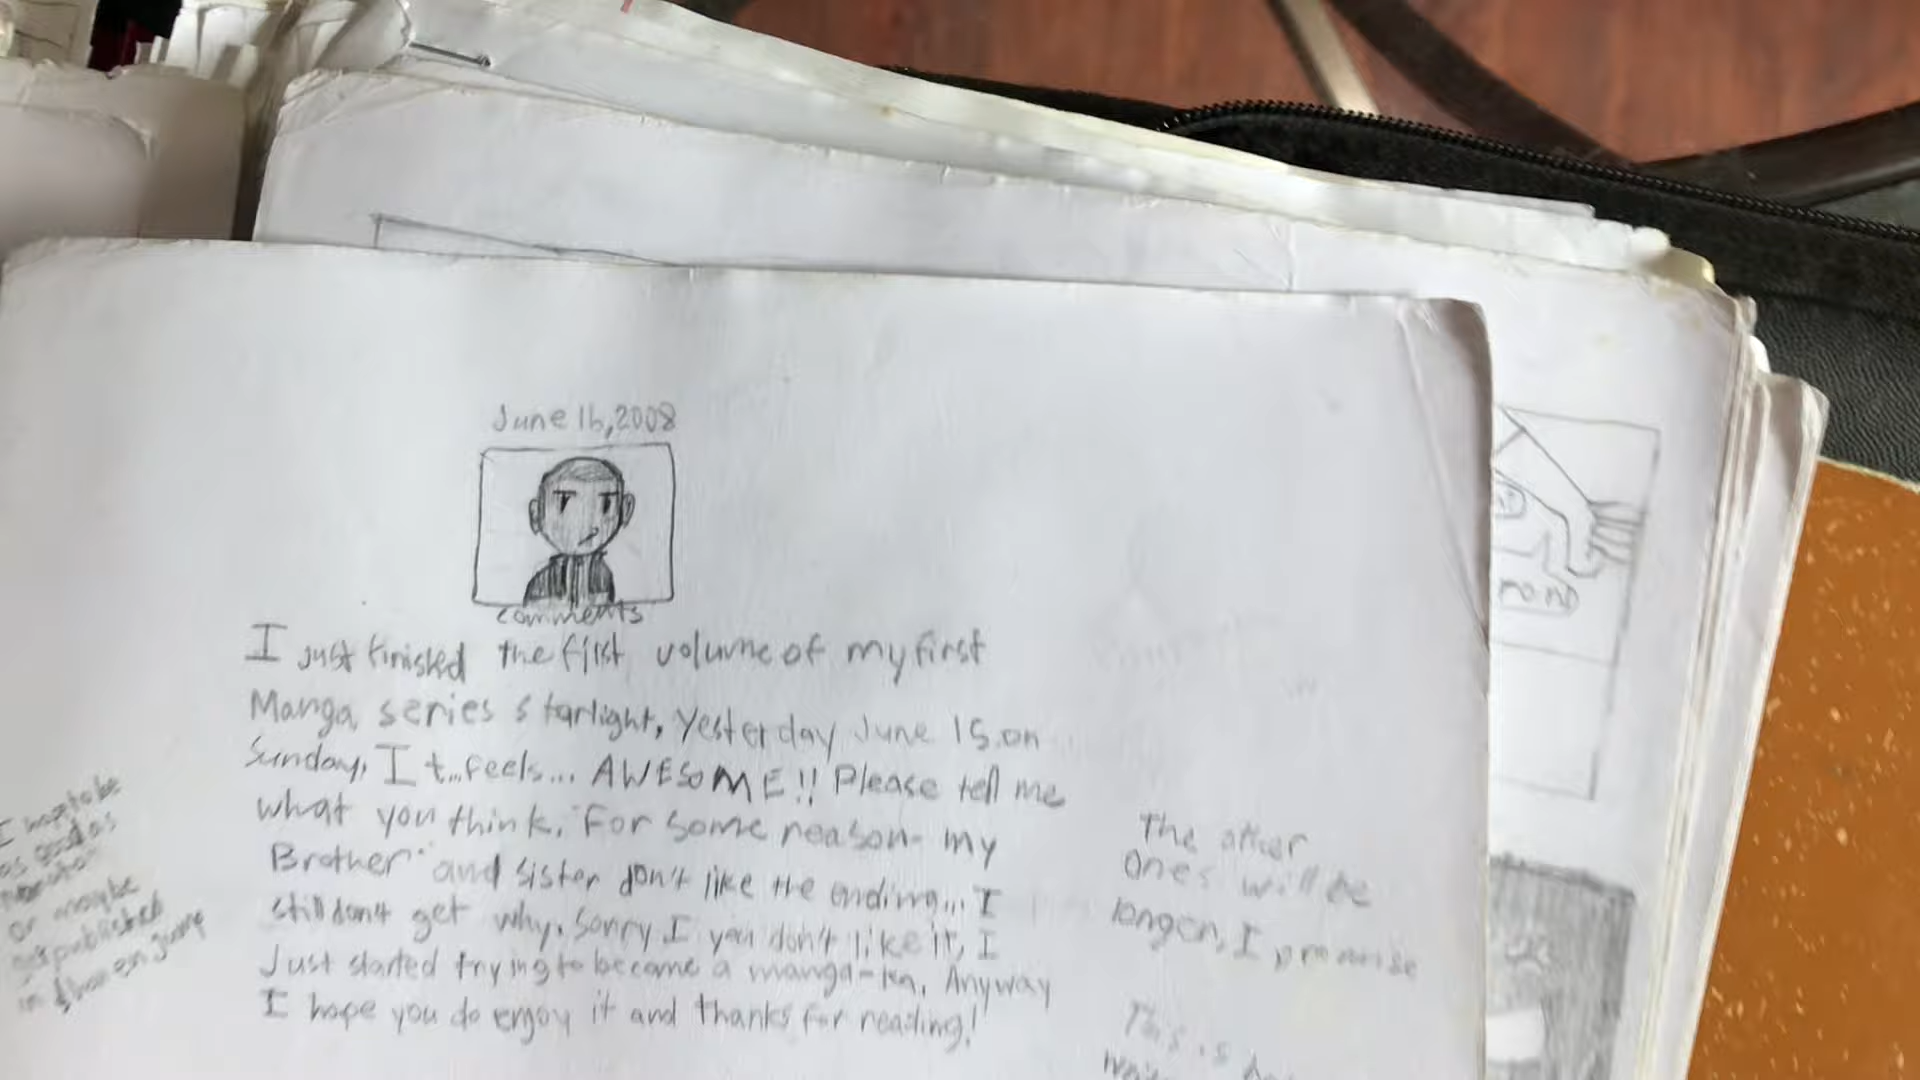 June 16, 2008
comments
I just finished the first volume of my first
Manga series starlight, yesterday June 15 on
Sunday, It...feels... AWESOME!! Please tell me
what you think. For some reason my
Brother and sister don't like the ending... I
still don't get why. Sorry I you don't like it, I
Just started trying to become a manga-ka. Anyway
I hope you do enjoy it and thanks for reading!
I hope to be
as good as
or maybe
get published
in shonen jump
The other
Ones will be
longer, I promise
This is